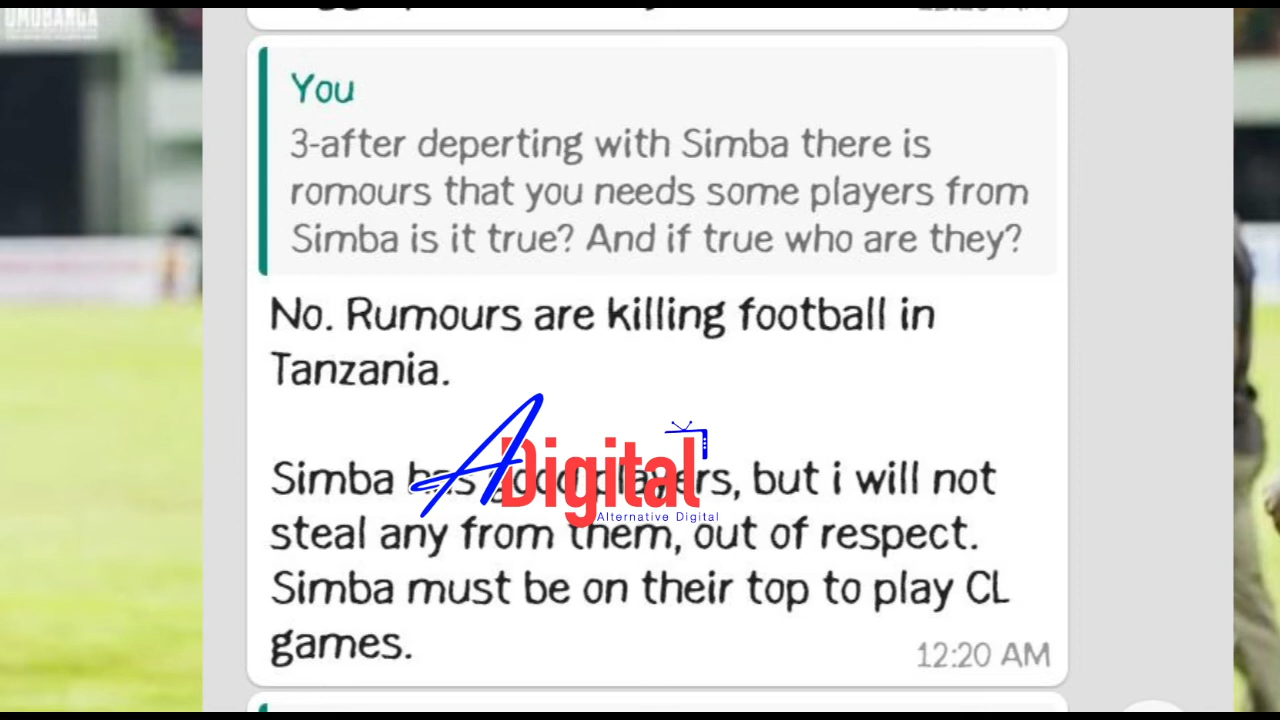 You
3-after deperting with Simba there is
romours that you needs some players from
Simba is it true? And if true who are they?
No. Rumours are killing football in
Tanzania.
Simba has good players, but i will not
steal any from them, out of respect.
Simba must be on their top to play CL
games.
12:20 AM
A Digital
Alternative Digital